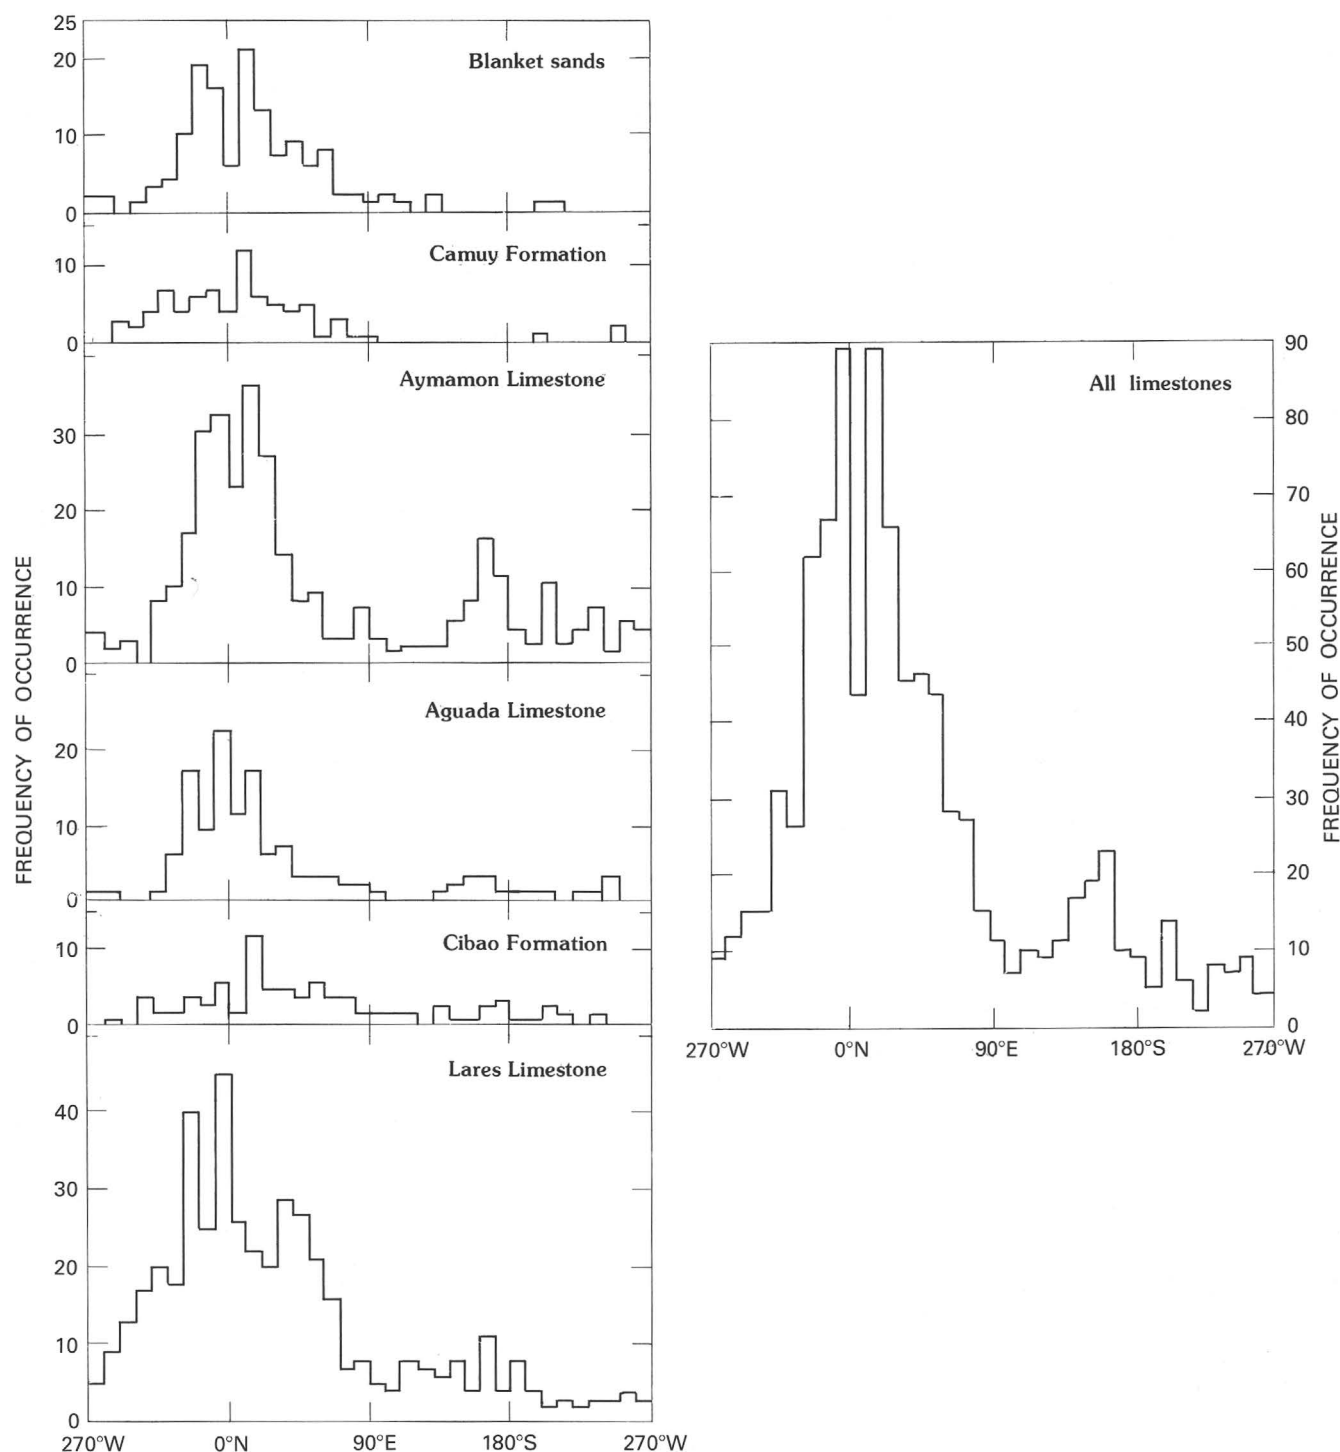 FREQUENCY OF OCCURRENCE
25
20
10
0
Blanket sands
10
0
Camuy Formation
30
20
10
0
Aymamon Limestone
20
10
0
Aguada Limestone
10
0
Cibao Formation
40
30
20
10
0
Lares Limestone
270°W 0°N 90°E 180°S 270°W
All limestones
90
80
70
60
50
40
30
20
10
0
FREQUENCY OF OCCURRENCE
270°W 0°N 90°E 180°S 270°W